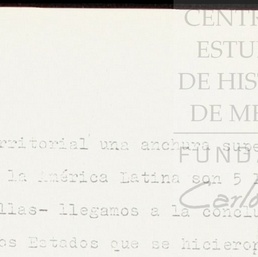 CENTR
ESTU
DE HIS
DE ME
FUND
Carlo
rritorial una anchura supe
la América Latina son 5
llas- llegamos a la conclu
os Estados que se hicieron